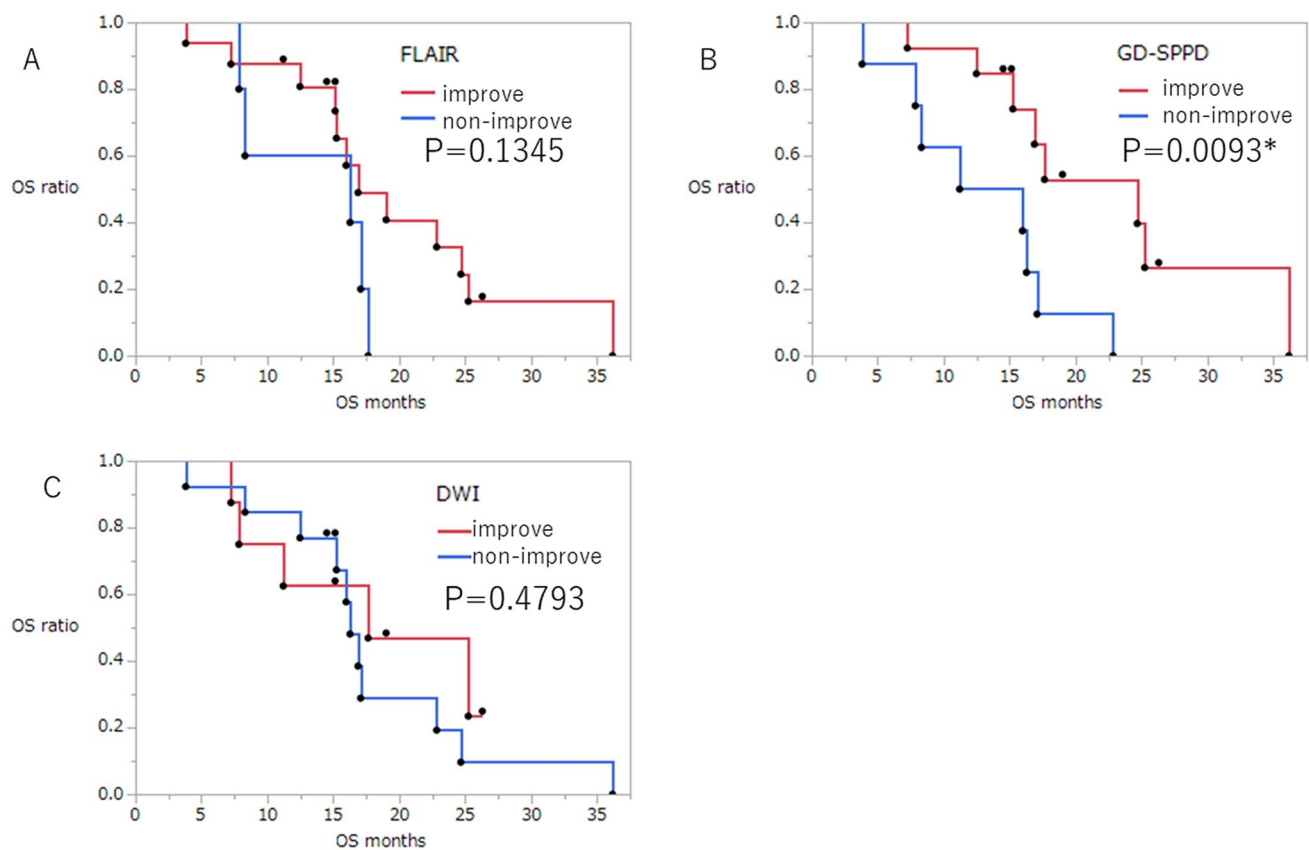 A
FLAIR
improve
non-improve
P=0.1345
OS ratio
1.0
0.8
0.6
0.4
0.2
0.0
0 5 10 15 20 25 30 35
OS months
B
GD-SPPD
improve
non-improve
P=0.0093*
OS ratio
1.0
0.8
0.6
0.4
0.2
0.0
0 5 10 15 20 25 30 35
OS months
C
DWI
improve
non-improve
P=0.4793
OS ratio
1.0
0.8
0.6
0.4
0.2
0.0
0 5 10 15 20 25 30 35
OS months